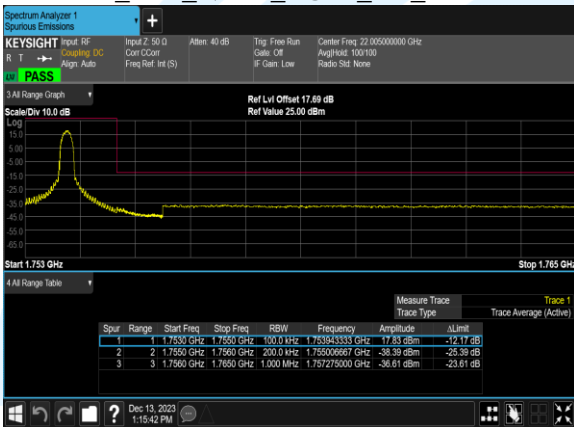 Spectrum Analyzer 1
Spurious Emissions
KEYSIGHT Input: RF Input Z: 50 Ω Atten: 40 dB Trig: Free Run Center Freq: 22.005000000 GHz
R T Coupling: DC Corr CCorr Gate: Off Avg|Hold: 100/100
Align: Auto Freq Ref: Int (S) IF Gain: Low Radio Std: None
PASS
3 All Range Graph
Ref Lvl Offset 17.69 dB
Scale/Div 10.0 dB Ref Value 25.00 dBm
Log
15.0
5.00
-5.00
-15.0
-25.0
-35.0
-45.0
-55.0
-65.0
Start 1.753 GHz Stop 1.765 GHz
4 All Range Table
Measure Trace Trace 1
Trace Type Trace Average (Active)
Spur Range Start Freq Stop Freq RBW Frequency Amplitude ΔLimit
1 1 1.7530 GHz 1.7550 GHz 100.0 kHz 1.753943333 GHz 17.83 dBm -12.17 dB
2 2 1.7550 GHz 1.7560 GHz 200.0 kHz 1.755006667 GHz -38.39 dBm -25.39 dB
3 3 1.7560 GHz 1.7650 GHz 1.000 MHz 1.757275000 GHz -36.61 dBm -23.61 dB
Dec 13, 2023
1:15:42 PM